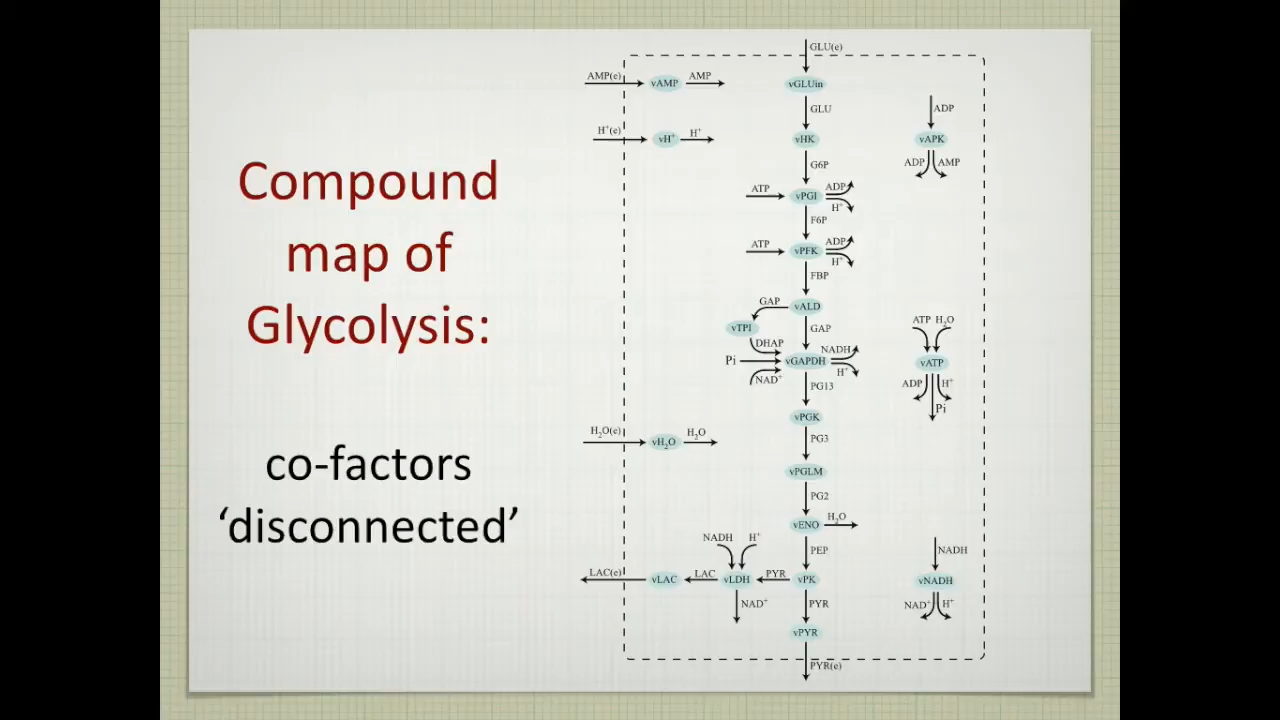 Compound
map of
Glycolysis:
co-factors
‘disconnected’
GLU(e)
AMP(e) vAMP AMP vGLUin
GLU ADP
H⁺(e) vH⁺ H⁺ vHK vAPK
G6P ADP AMP
ATP vPGI ADP
H⁺
F6P
ATP vPFK ADP
H⁺
FBP
GAP vALD
ATP H₂O
vTPI GAP
DHAP NADH
Pi vGAPDH vATP
NAD⁺ H⁺
PG13 ADP H⁺
Pi
vPGK
H₂O(e) vH₂O H₂O PG3
vPGLM
PG2
vENO H₂O
NADH H⁺ PEP NADH
LAC(e) vLAC LAC vLDH PYR vPK vNADH
NAD⁺ PYR NAD⁺ H⁺
vPYR
PYR(e)